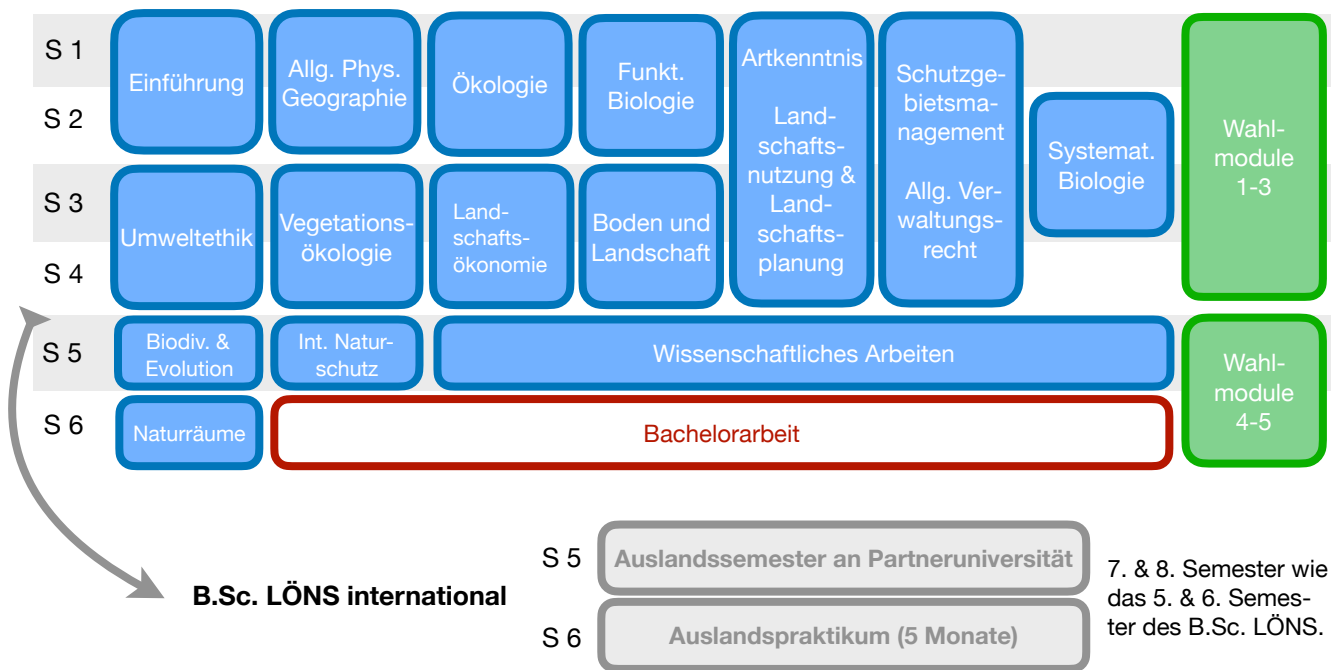 S 1
S 2
S 3
S 4
S 5
S 6
Einführung
Allg. Phys.
Geographie
Ökologie
Funkt.
Biologie
Artkenntnis
Land-
schafts-
nutzung &
Land-
schafts-
planung
Schutzge-
bietsma-
nagement
Allg. Ver-
waltungs-
recht
Systemat.
Biologie
Wahl-
module
1-3
Umweltethik
Vegetations-
ökologie
Land-
schafts-
ökonomie
Boden und
Landschaft
Biodiv. &
Evolution
Int. Natur-
schutz
Wissenschaftliches Arbeiten
Wahl-
module
4-5
Naturräume
Bachelorarbeit
B.Sc. LÖNS international
S 5
Auslandssemester an Partneruniversität
S 6
Auslandspraktikum (5 Monate)
7. & 8. Semester wie
das 5. & 6. Semes-
ter des B.Sc. LÖNS.